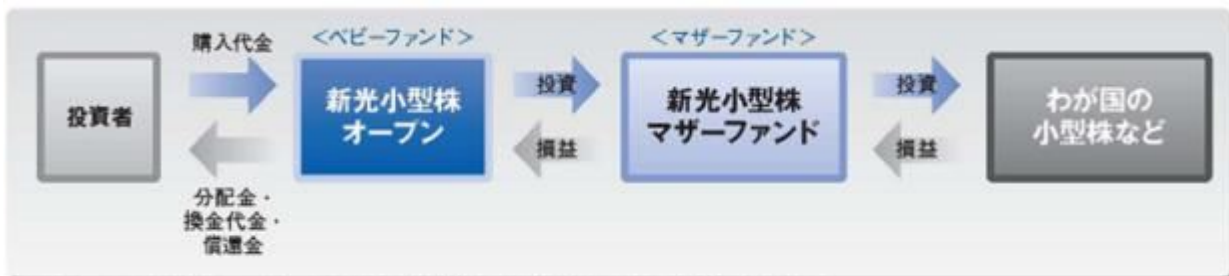 投資者
購入代金
分配金・
換金代金・
償還金
<ベビーファンド>
新光小型株
オープン
投資
損益
<マザーファンド>
新光小型株
マザーファンド
投資
損益
わが国の
小型株など